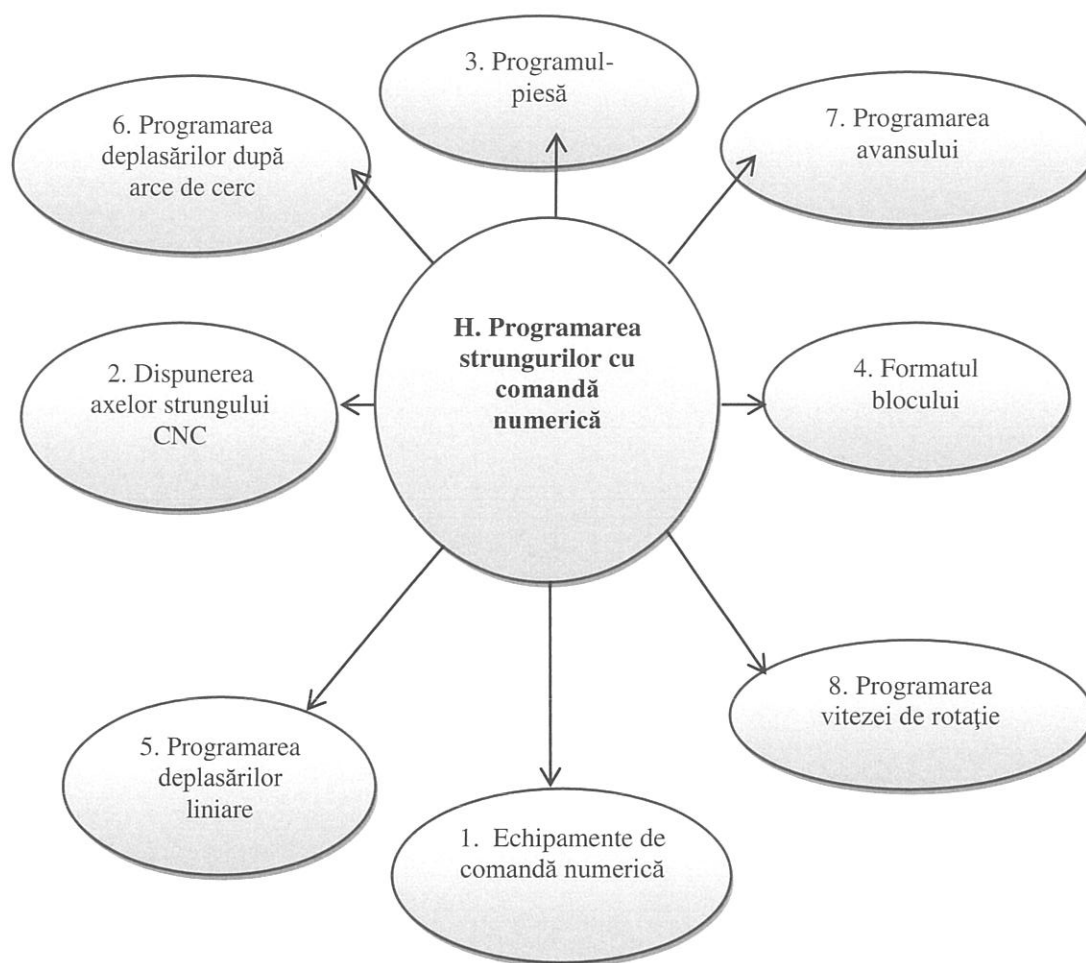 3. Programul-
piesă
6. Programarea
deplasărilor după
arce de cerc
7. Programarea
avansului
H. Programarea
strungurilor cu
comandă
numerică
2. Dispunerea
axelor strungului
CNC
4. Formatul
blocului
8. Programarea
vitezei de rotaţie
5. Programarea
deplasărilor
liniare
1. Echipamente de
comandă numerică